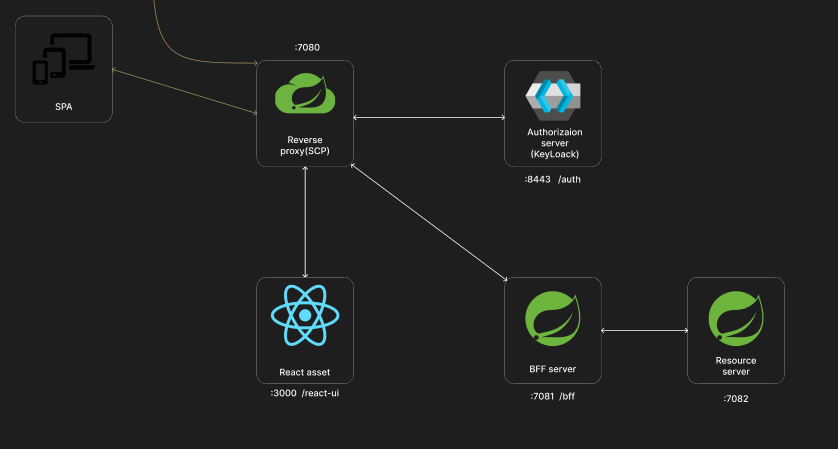 :7080
SPA
Reverse
proxy(SCP)
Authorizaion
server
(KeyLoack)
:8443 /auth
React asset
:3000 /react-ui
BFF server
:7081 /bff
Resource
server
:7082